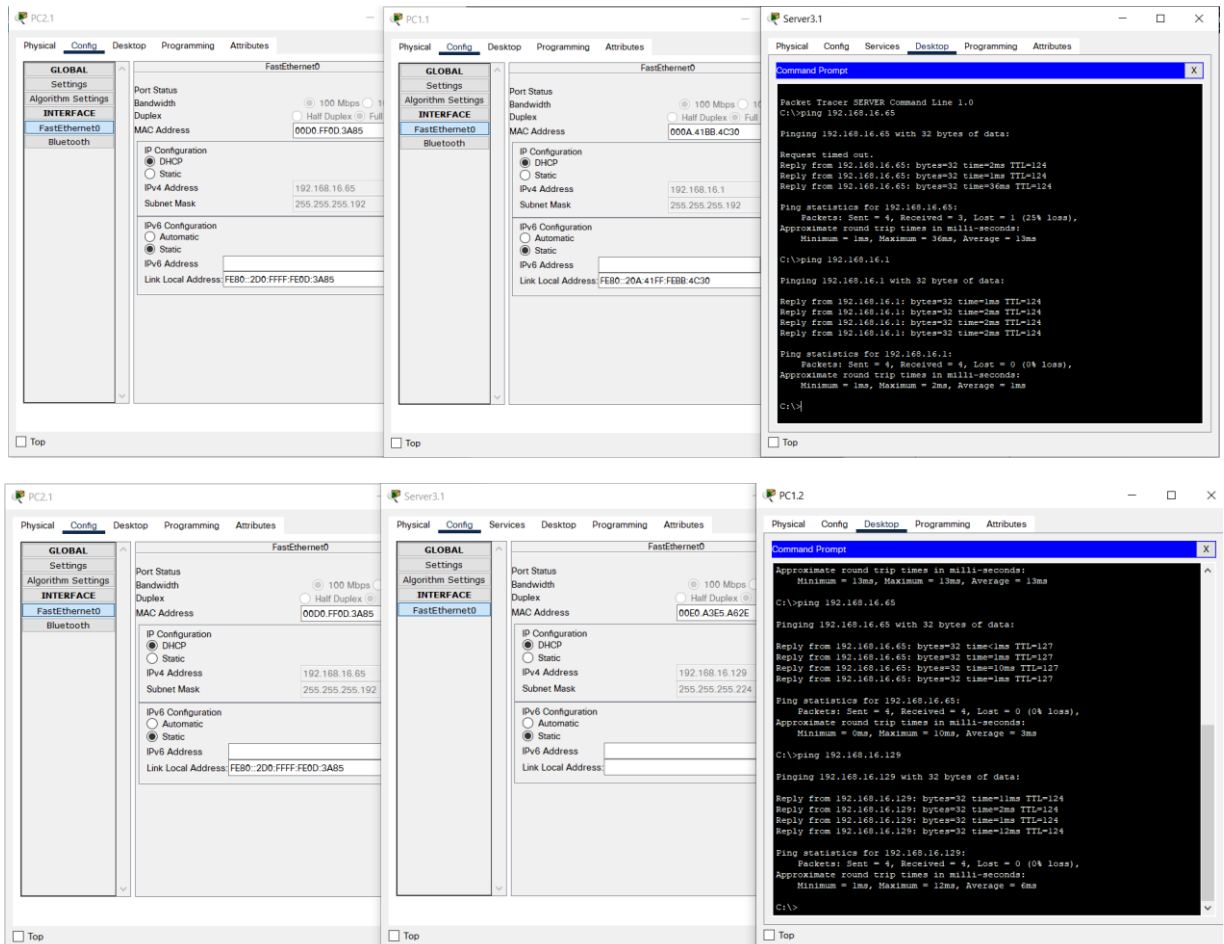 PC2.1
Physical Config Desktop Programming Attributes
GLOBAL
Settings
Algorithm Settings
INTERFACE
FastEthernet0
Bluetooth
FastEthernet0
Port Status
Bandwidth 100 Mbps
Duplex Half Duplex
MAC Address 00D0.FF0D.3A85
IP Configuration
DHCP
Static
IPv4 Address 192.168.16.65
Subnet Mask 255.255.255.192
IPv6 Configuration
Automatic
Static
IPv6 Address
Link Local Address: FE80::2D0:FFFF:FE0D:3A85
Top
PC1.1
Physical Config Desktop Programming Attributes
GLOBAL
Settings
Algorithm Settings
INTERFACE
FastEthernet0
Bluetooth
FastEthernet0
Port Status
Bandwidth 100 Mbps 10
Duplex Half Duplex Full
MAC Address 000A.41BB.4C30
IP Configuration
DHCP
Static
IPv4 Address 192.168.16.1
Subnet Mask 255.255.255.192
IPv6 Configuration
Automatic
Static
IPv6 Address
Link Local Address: FE80::20A:41FF:FEBB:4C30
Top
Server3.1
Physical Config Services Desktop Programming Attributes
Command Prompt X
Packet Tracer SERVER Command Line 1.0
C:\>ping 192.168.16.65
Pinging 192.168.16.65 with 32 bytes of data:
Request timed out.
Reply from 192.168.16.65: bytes=32 time=2ms TTL=124
Reply from 192.168.16.65: bytes=32 time=1ms TTL=124
Reply from 192.168.16.65: bytes=32 time=36ms TTL=124
Ping statistics for 192.168.16.65:
Packets: Sent = 4, Received = 3, Lost = 1 (25% loss),
Approximate round trip times in milli-seconds:
Minimum = 1ms, Maximum = 36ms, Average = 13ms
C:\>ping 192.168.16.1
Pinging 192.168.16.1 with 32 bytes of data:
Reply from 192.168.16.1: bytes=32 time=1ms TTL=124
Reply from 192.168.16.1: bytes=32 time=2ms TTL=124
Reply from 192.168.16.1: bytes=32 time=2ms TTL=124
Reply from 192.168.16.1: bytes=32 time=2ms TTL=124
Ping statistics for 192.168.16.1:
Packets: Sent = 4, Received = 4, Lost = 0 (0% loss),
Approximate round trip times in milli-seconds:
Minimum = 1ms, Maximum = 2ms, Average = 1ms
C:\>
Top
PC2.1
Physical Config Desktop Programming Attributes
GLOBAL
Settings
Algorithm Settings
INTERFACE
FastEthernet0
Bluetooth
FastEthernet0
Port Status
Bandwidth 100 Mbps
Duplex Half Duplex
MAC Address 00D0.FF0D.3A85
IP Configuration
DHCP
Static
IPv4 Address 192.168.16.65
Subnet Mask 255.255.255.192
IPv6 Configuration
Automatic
Static
IPv6 Address
Link Local Address: FE80::2D0:FFFF:FE0D:3A85
Top
Server3.1
Physical Config Services Desktop Programming Attributes
GLOBAL
Settings
Algorithm Settings
INTERFACE
FastEthernet0
FastEthernet0
Port Status
Bandwidth 100 Mbps
Duplex Half Duplex
MAC Address 00E0.A3E5.A62E
IP Configuration
DHCP
Static
IPv4 Address 192.168.16.129
Subnet Mask 255.255.255.224
IPv6 Configuration
Automatic
Static
IPv6 Address
Link Local Address:
Top
PC1.2
Physical Config Desktop Programming Attributes
Command Prompt X
Approximate round trip times in milli-seconds:
Minimum = 13ms, Maximum = 13ms, Average = 13ms
C:\>ping 192.168.16.65
Pinging 192.168.16.65 with 32 bytes of data:
Reply from 192.168.16.65: bytes=32 time<1ms TTL=127
Reply from 192.168.16.65: bytes=32 time=1ms TTL=127
Reply from 192.168.16.65: bytes=32 time=10ms TTL=127
Reply from 192.168.16.65: bytes=32 time=1ms TTL=127
Ping statistics for 192.168.16.65:
Packets: Sent = 4, Received = 4, Lost = 0 (0% loss),
Approximate round trip times in milli-seconds:
Minimum = 0ms, Maximum = 10ms, Average = 3ms
C:\>ping 192.168.16.129
Pinging 192.168.16.129 with 32 bytes of data:
Reply from 192.168.16.129: bytes=32 time=11ms TTL=124
Reply from 192.168.16.129: bytes=32 time=2ms TTL=124
Reply from 192.168.16.129: bytes=32 time=1ms TTL=124
Reply from 192.168.16.129: bytes=32 time=12ms TTL=124
Ping statistics for 192.168.16.129:
Packets: Sent = 4, Received = 4, Lost = 0 (0% loss),
Approximate round trip times in milli-seconds:
Minimum = 1ms, Maximum = 12ms, Average = 6ms
C:\>
Top